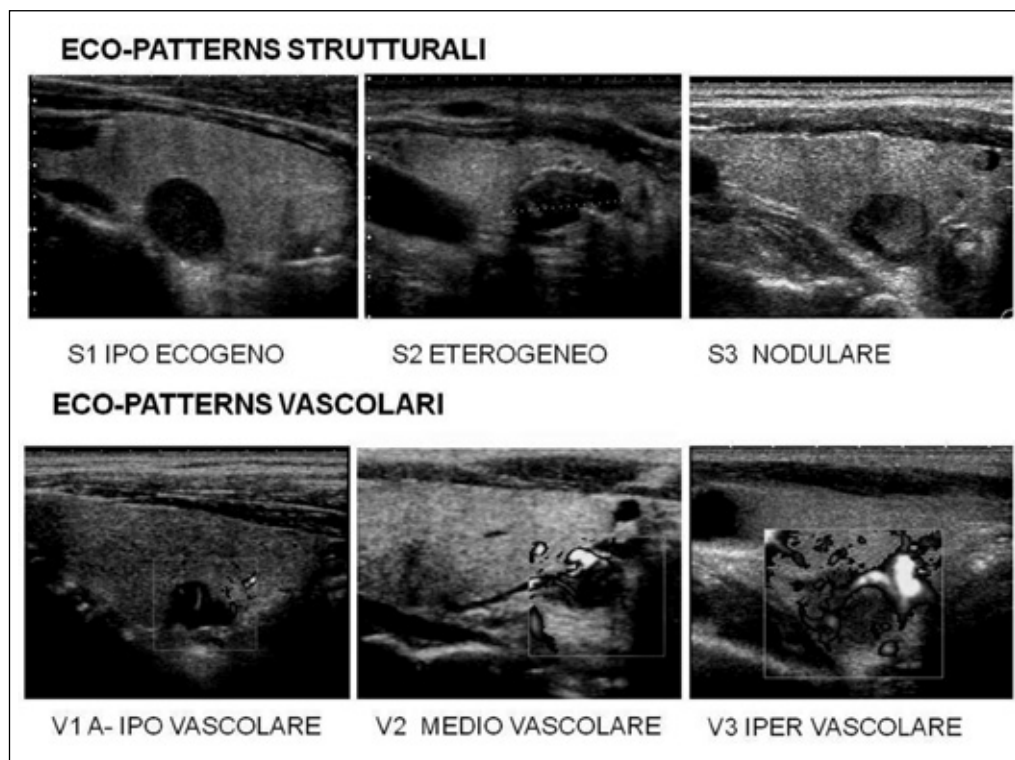 ECO-PATTERNS STRUTTURALI
S1 IPO ECOGENO
S2 ETEROGENEO
S3 NODULARE
ECO-PATTERNS VASCOLARI
V1 A- IPO VASCOLARE
V2 MEDIO VASCOLARE
V3 IPER VASCOLARE